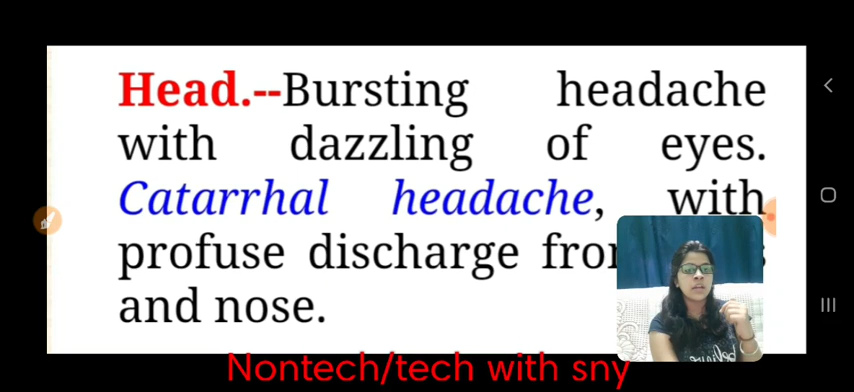 Head.--Bursting headache
with dazzling of eyes.
Catarrhal headache, with
profuse discharge
and nose.
Nontech/tech with sny